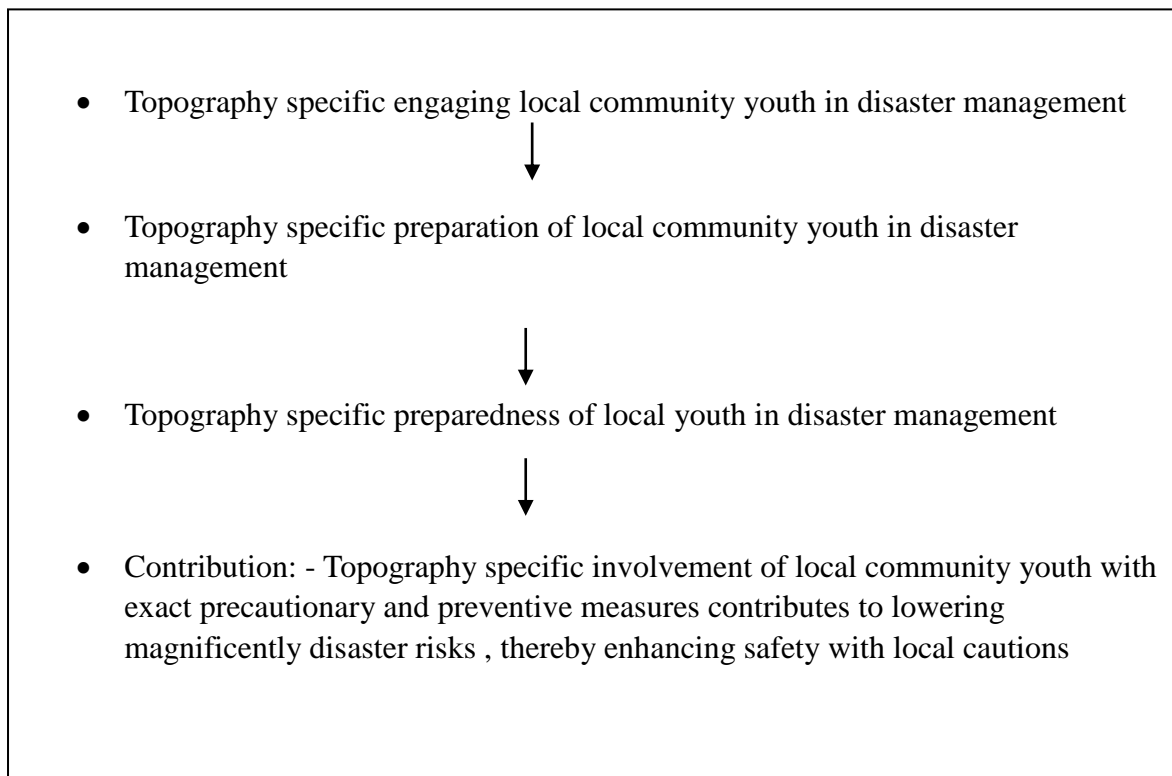 • Topography specific engaging local community youth in disaster management
• Topography specific preparation of local community youth in disaster
management
• Topography specific preparedness of local youth in disaster management
• Contribution: - Topography specific involvement of local community youth with
exact precautionary and preventive measures contributes to lowering
magnificently disaster risks , thereby enhancing safety with local cautions